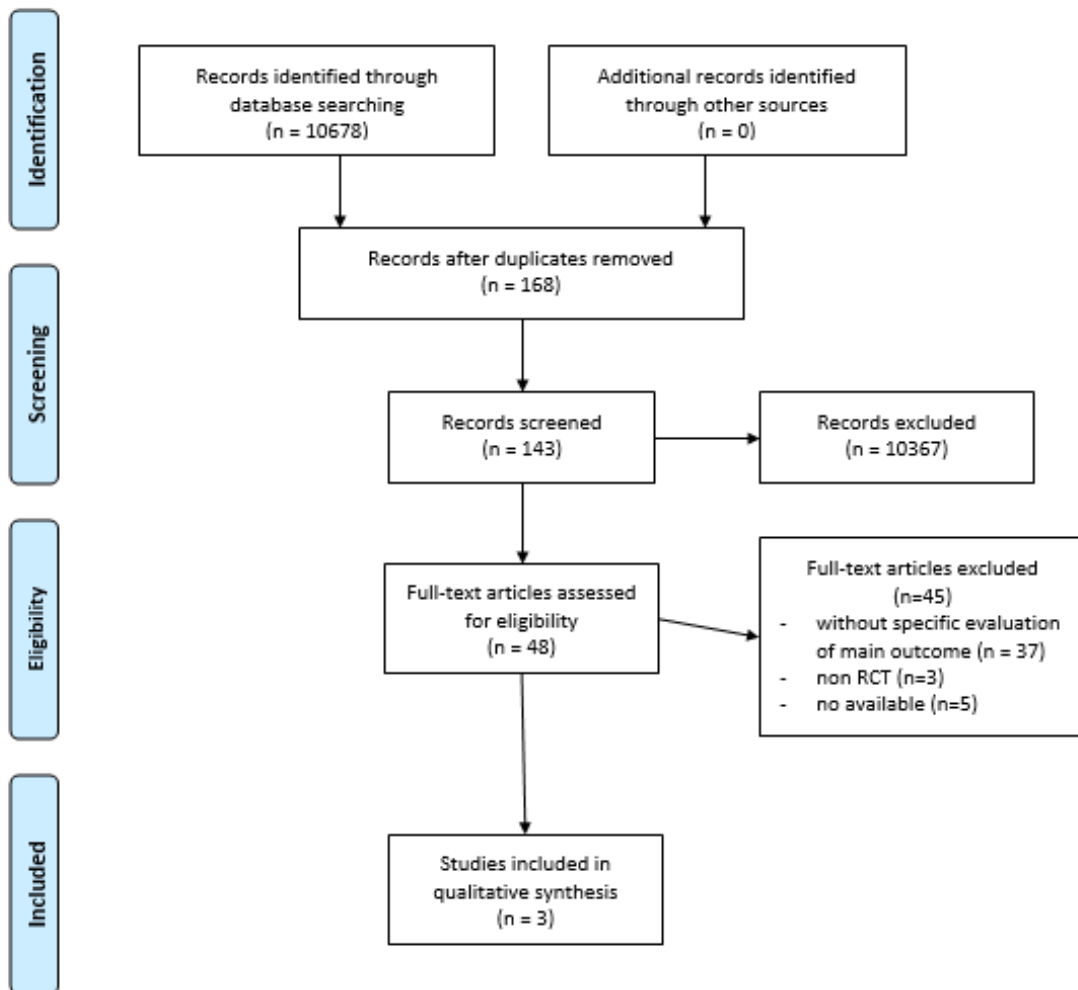 Identification
Records identified through
database searching
(n = 10678)
Additional records identified
through other sources
(n = 0)
Records after duplicates removed
(n = 168)
Screening
Records screened
(n = 143)
Records excluded
(n = 10367)
Eligibility
Full-text articles assessed
for eligibility
(n = 48)
Full-text articles excluded
(n=45)
- without specific evaluation
of main outcome (n = 37)
- non RCT (n=3)
- no available (n=5)
Included
Studies included in
qualitative synthesis
(n = 3)